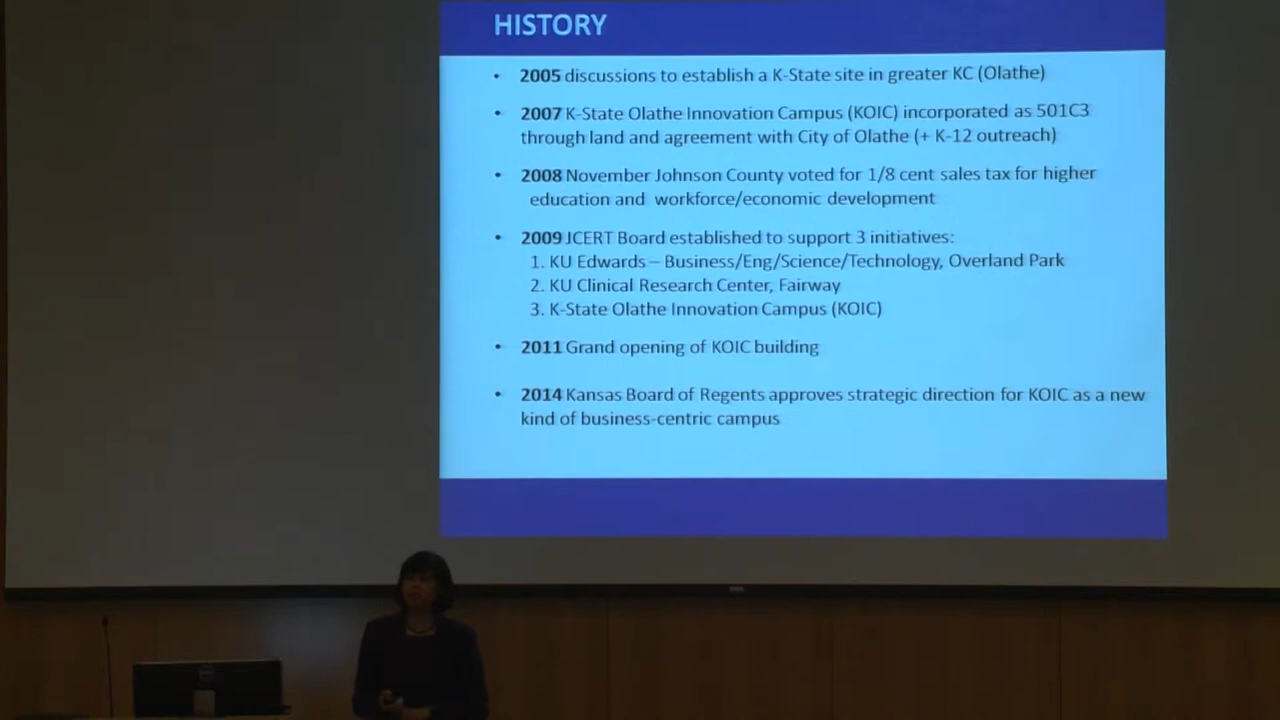 HISTORY
• 2005 discussions to establish a K-State site in greater KC (Olathe)
• 2007 K-State Olathe Innovation Campus (KOIC) incorporated as 501C3
through land and agreement with City of Olathe (+ K-12 outreach)
• 2008 November Johnson County voted for 1/8 cent sales tax for higher
education and workforce/economic development
• 2009 JCERT Board established to support 3 initiatives:
1. KU Edwards – Business/Eng/Science/Technology, Overland Park
2. KU Clinical Research Center, Fairway
3. K-State Olathe Innovation Campus (KOIC)
• 2011 Grand opening of KOIC building
• 2014 Kansas Board of Regents approves strategic direction for KOIC as a new
kind of business-centric campus